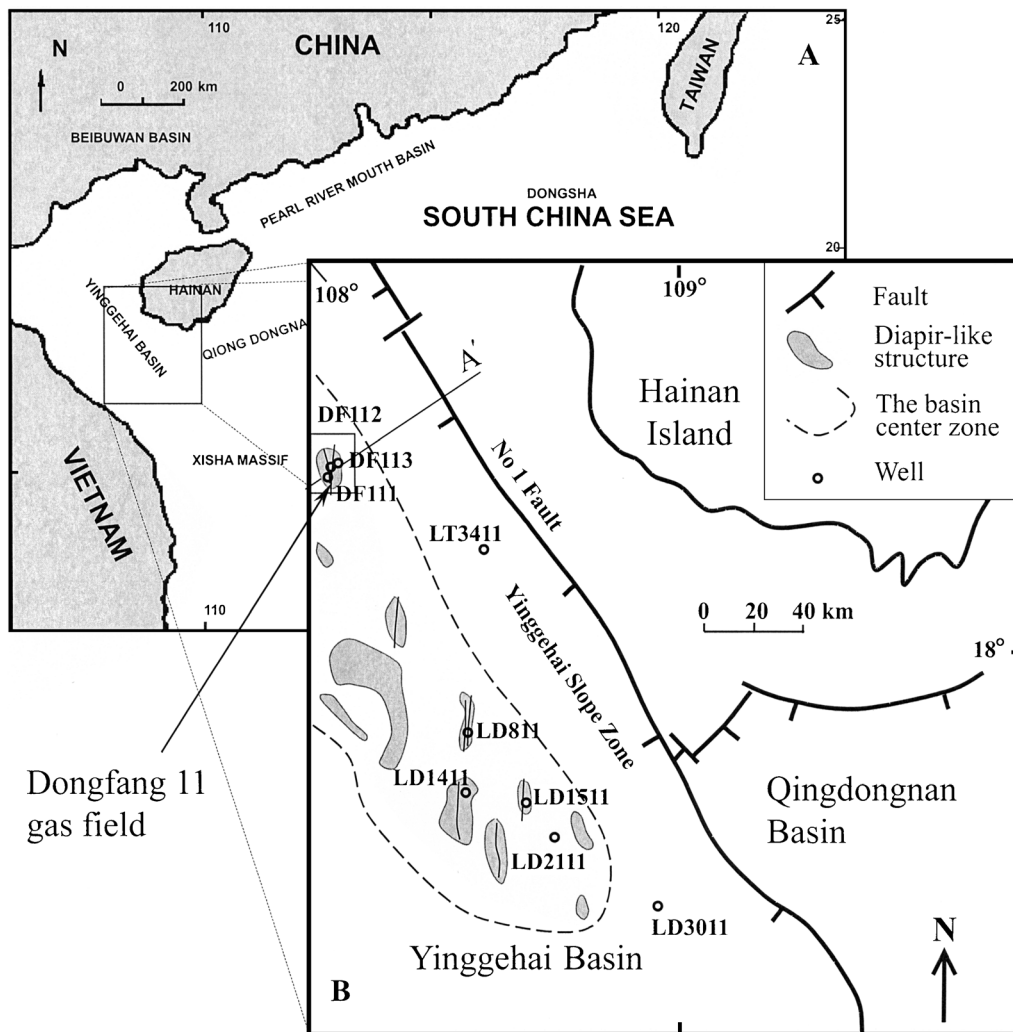 110
120
25
N
CHINA
A
TAIWAN
0 200 km
BEIBUWAN BASIN
PEARL RIVER MOUTH BASIN
DONGSHA
SOUTH CHINA SEA
20
HAINAN
YINGGEHAI BASIN
QIONG DONGNA
XISHA MASSIF
VIETNAM
110
108°
109°
Fault
Diapir-like
structure
The basin
center zone
Well
A'
Hainan
Island
DF112
DF113
DF111
No 1 Fault
LT3411
0 20 40 km
18°
Yinggehai Slope Zone
LD811
Dongfang 11
gas field
LD1411
LD1511
Qingdongnan
Basin
LD2111
LD3011
Yinggehai Basin
N
B